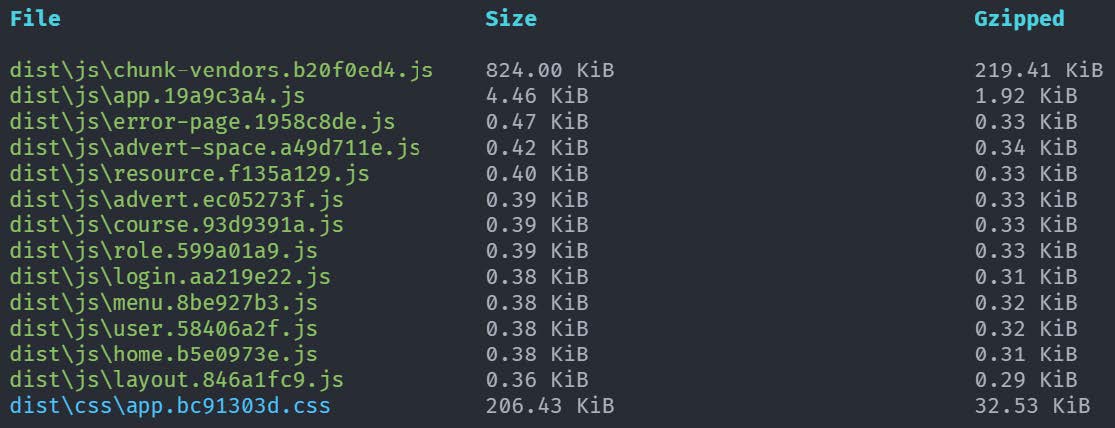 File Size Gzipped
dist\js\chunk-vendors.b20f0ed4.js 824.00 KiB 219.41 KiB
dist\js\app.19a9c3a4.js 4.46 KiB 1.92 KiB
dist\js\error-page.1958c8de.js 0.47 KiB 0.33 KiB
dist\js\advert-space.a49d711e.js 0.42 KiB 0.34 KiB
dist\js\resource.f135a129.js 0.40 KiB 0.33 KiB
dist\js\advert.ec05273f.js 0.39 KiB 0.33 KiB
dist\js\course.93d9391a.js 0.39 KiB 0.33 KiB
dist\js\role.599a01a9.js 0.39 KiB 0.33 KiB
dist\js\login.aa219e22.js 0.38 KiB 0.31 KiB
dist\js\menu.8be927b3.js 0.38 KiB 0.32 KiB
dist\js\user.58406a2f.js 0.38 KiB 0.32 KiB
dist\js\home.b5e0973e.js 0.38 KiB 0.31 KiB
dist\js\layout.846a1fc9.js 0.36 KiB 0.29 KiB
dist\css\app.bc91303d.css 206.43 KiB 32.53 KiB